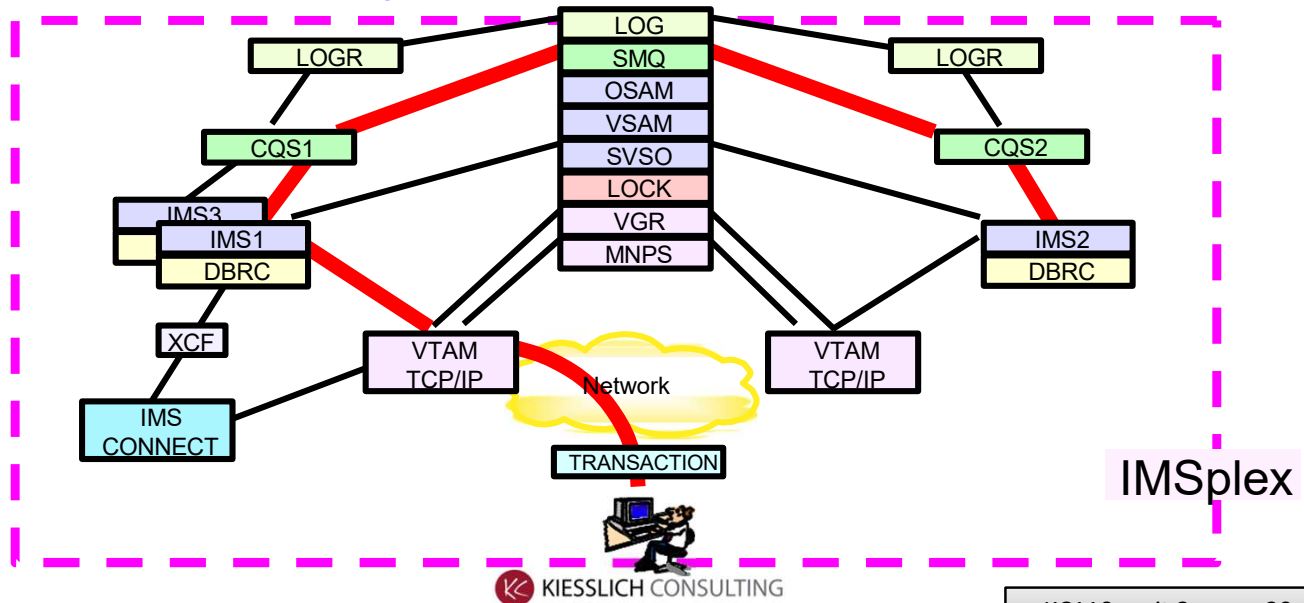 LOG
LOGR
LOGR
SMQ
OSAM
VSAM
CQS1
CQS2
SVSO
LOCK
IMS3
VGR
IMS1
IMS2
MNPS
DBRC
DBRC
XCF
VTAM
TCP/IP
VTAM
TCP/IP
Network
IMS
CONNECT
TRANSACTION
IMSplex
KC KIESSLICH CONSULTING